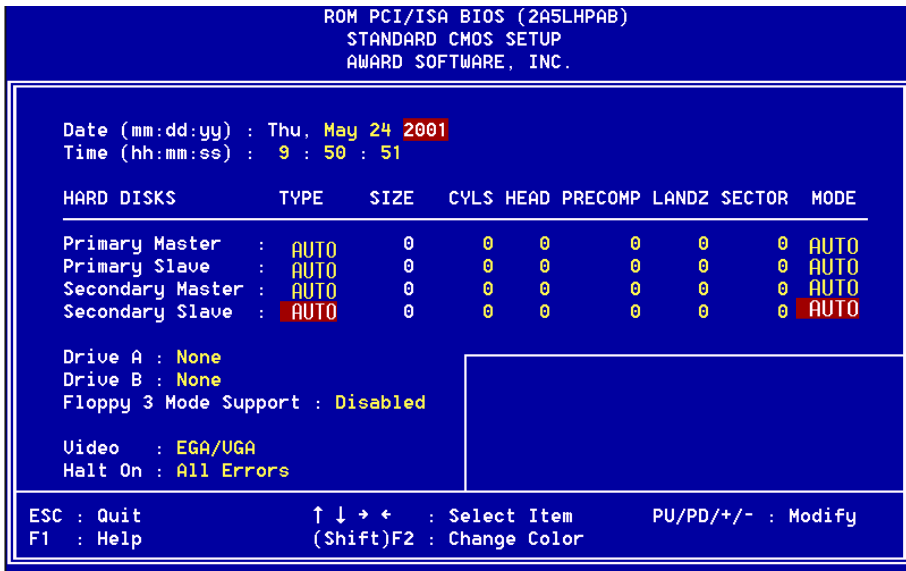 ROM PCI/ISA BIOS (2A5LHPAB)
STANDARD CMOS SETUP
AWARD SOFTWARE, INC.
Date (mm:dd:yy) : Thu, May 24 2001
Time (hh:mm:ss) : 9 : 50 : 51
HARD DISKS TYPE SIZE CYLS HEAD PRECOMP LANDZ SECTOR MODE
Primary Master : AUTO 0 0 0 0 0 0 AUTO
Primary Slave : AUTO 0 0 0 0 0 0 AUTO
Secondary Master : AUTO 0 0 0 0 0 0 AUTO
Secondary Slave : AUTO 0 0 0 0 0 0 AUTO
Drive A : None
Drive B : None
Floppy 3 Mode Support : Disabled
Video : EGA/VGA
Halt On : All Errors
ESC : Quit ↑ ↓ → ← : Select Item PU/PD/+/- : Modify
F1 : Help (Shift)F2 : Change Color